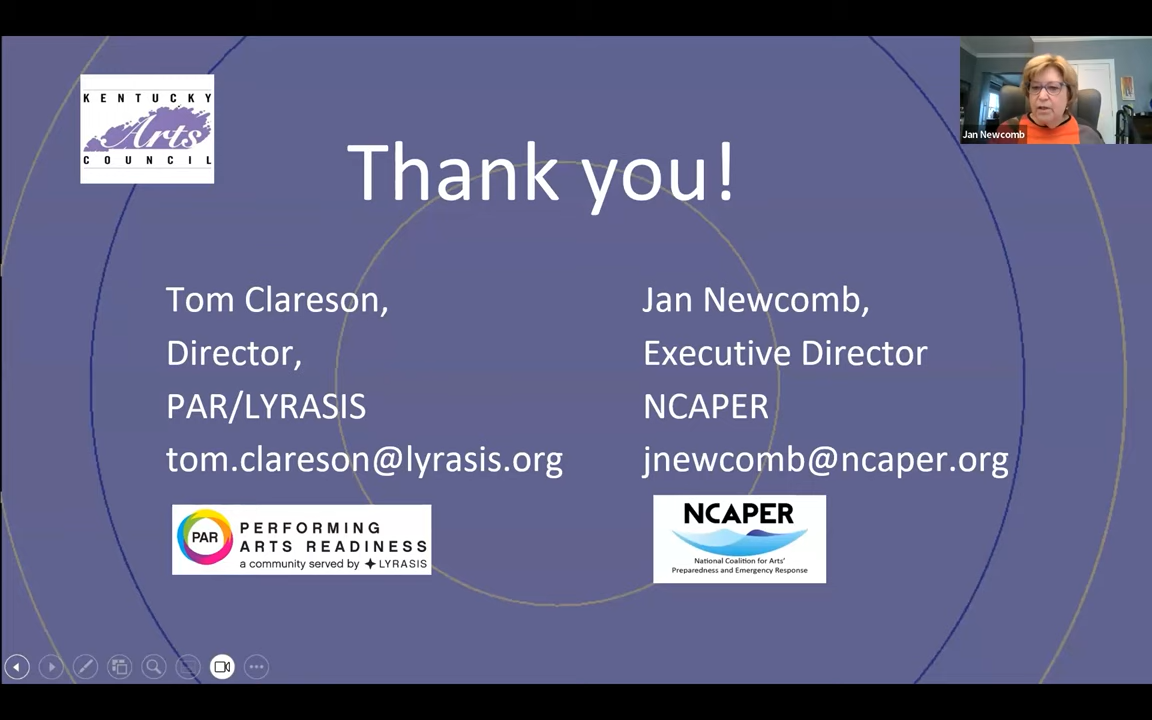 KENTUCKY
Arts
COUNCIL
Jan Newcomb
Thank you!
Tom Clareson,
Director,
PAR/LYRASIS
tom.clareson@lyrasis.org
Jan Newcomb,
Executive Director
NCAPER
jnewcomb@ncaper.org
PAR
PERFORMING
ARTS READINESS
a community served by LYRASIS
NCAPER
National Coalition for Arts'
Preparedness and Emergency Response